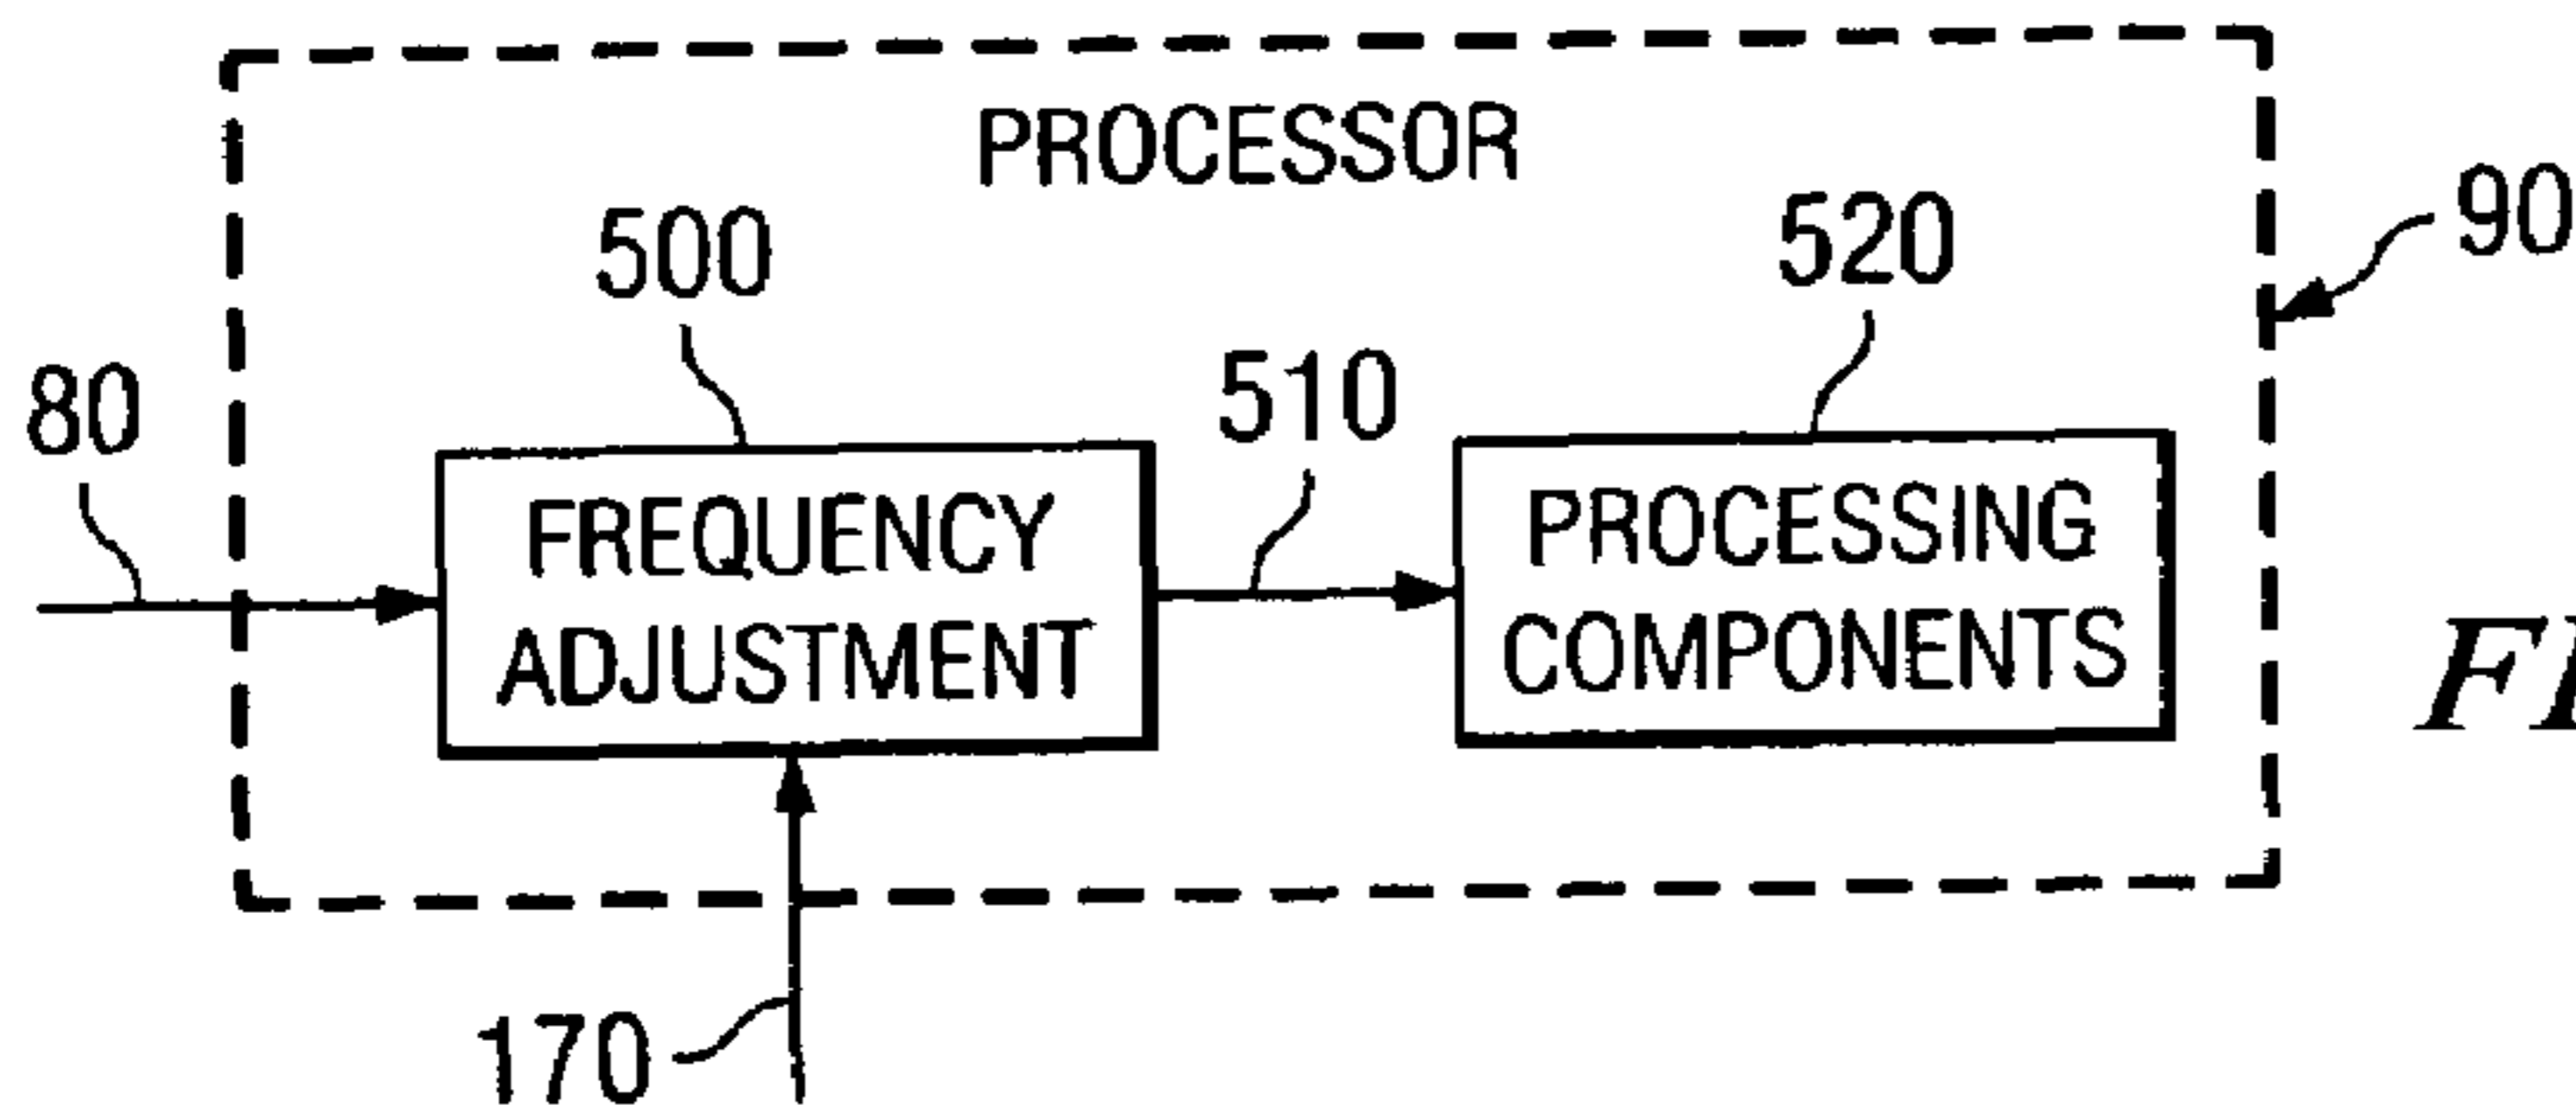 PROCESSOR
500
520
90
80
510
FREQUENCY
ADJUSTMENT
PROCESSING
COMPONENTS
170